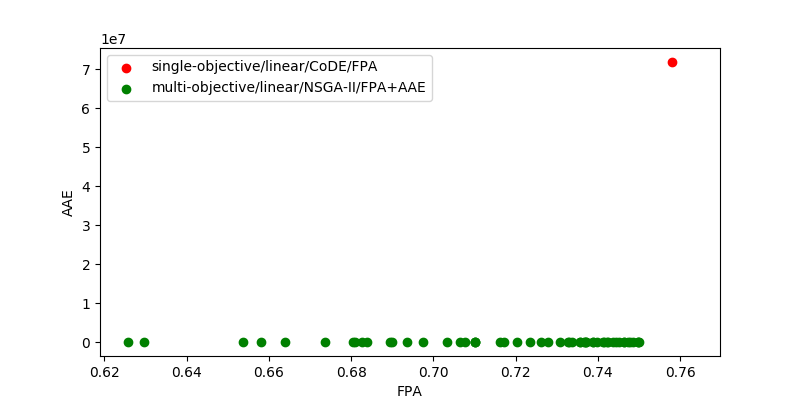 1e7
single-objective/linear/CoDE/FPA
multi-objective/linear/NSGA-II/FPA+AAE
7
6
5
4
3
2
1
0
AAE
0.62 0.64 0.66 0.68 0.70 0.72 0.74 0.76
FPA